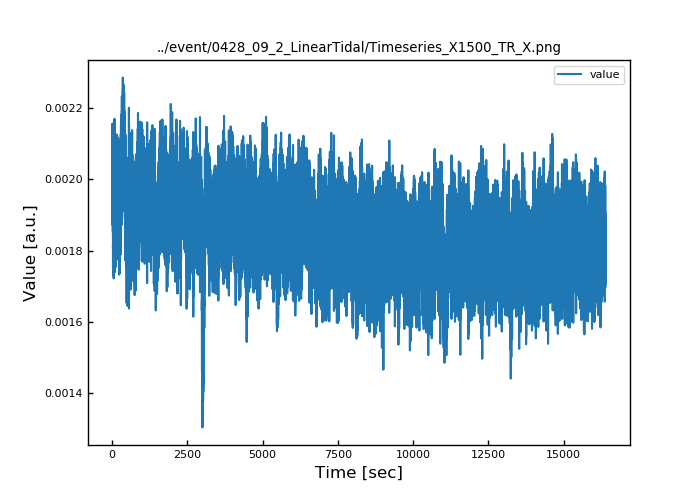 ../event/0428_09_2_LinearTidal/Timeseries_X1500_TR_X.png
value
0.0022
0.0020
0.0018
0.0016
0.0014
Value [a.u.]
0 2500 5000 7500 10000 12500 15000
Time [sec]